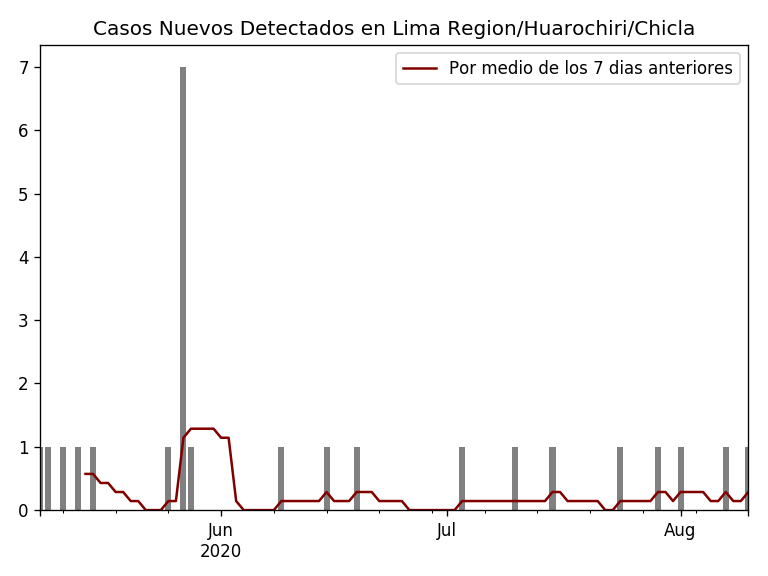 Casos Nuevos Detectados en Lima Region/Huarochiri/Chicla
Por medio de los 7 dias anteriores
7
6
5
4
3
2
1
0
Jun
2020
Jul
Aug